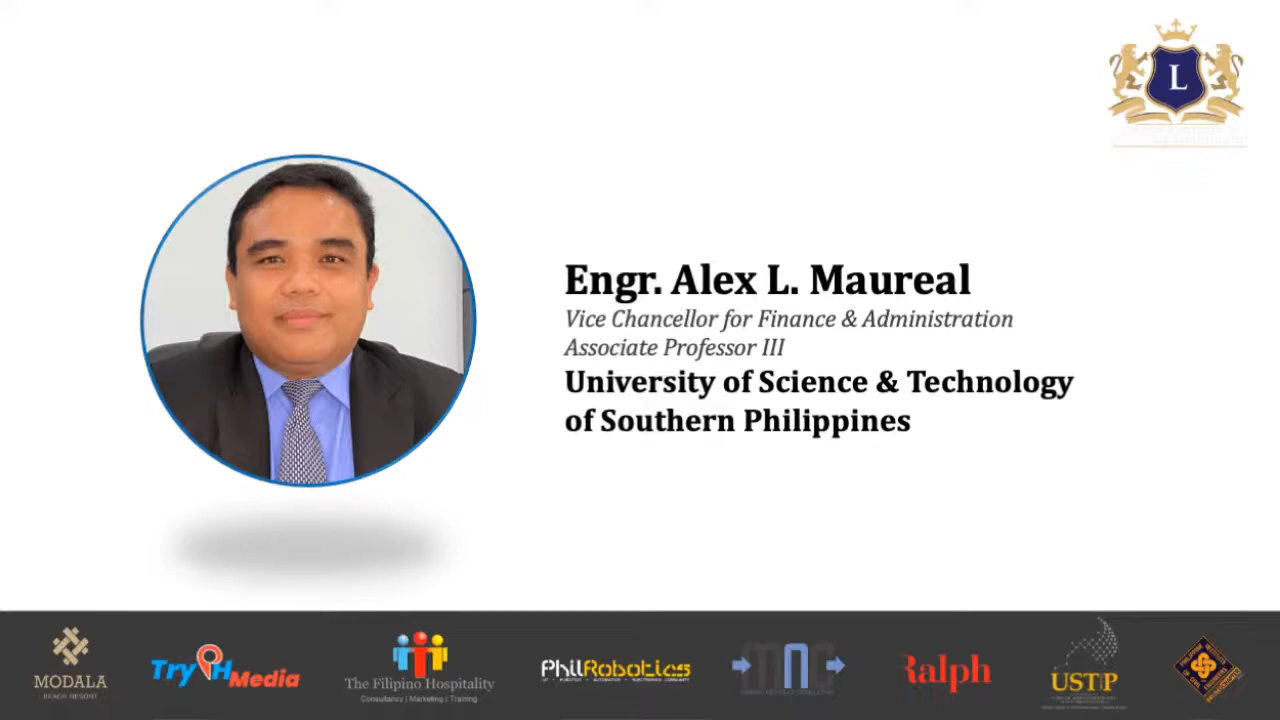 L
Engr. Alex L. Maureal
Vice Chancellor for Finance & Administration
Associate Professor III
University of Science & Technology
of Southern Philippines
MODALA
BEACH RESORT
TryPH Media
The Filipino Hospitality
Consultancy | Marketing | Training
PhilRobotics
mnc
Ralph
USTP